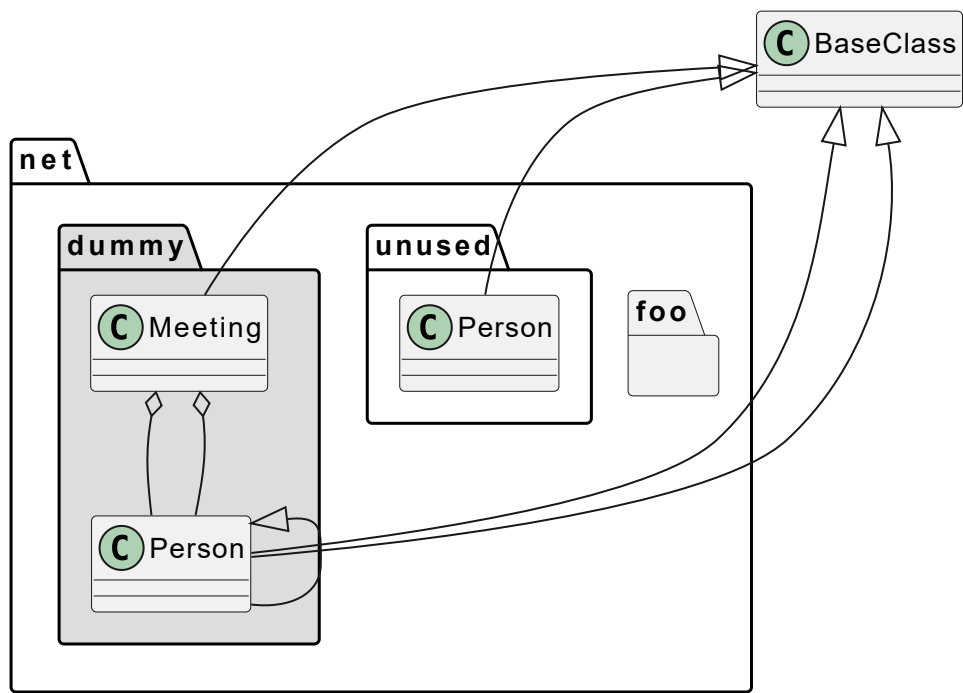 C BaseClass
net
dummy
unused
C Meeting
C Person
foo
C Person